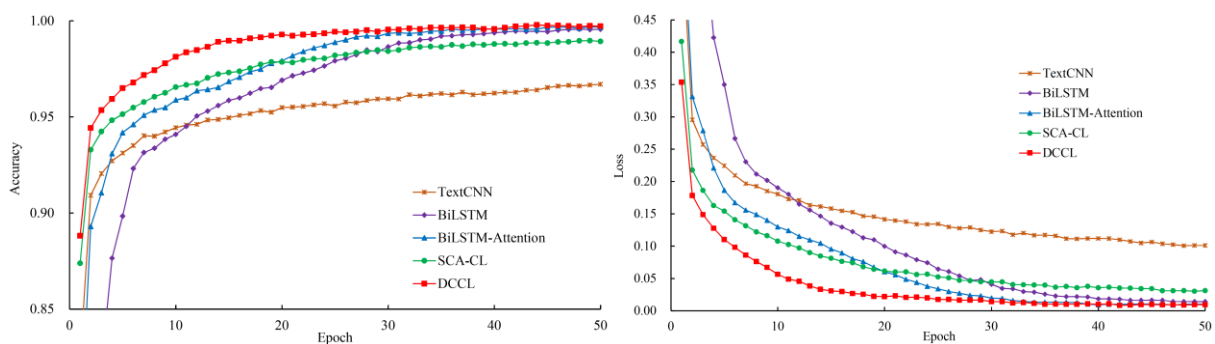 1.00
0.95
0.90
0.85
Accuracy
0
10
20
30
40
50
Epoch
TextCNN
BiLSTM
BiLSTM-Attention
SCA-CL
DCCL
0.45
0.40
0.35
0.30
0.25
0.20
0.15
0.10
0.05
0.00
Loss
0
10
20
30
40
50
Epoch
TextCNN
BiLSTM
BiLSTM-Attention
SCA-CL
DCCL